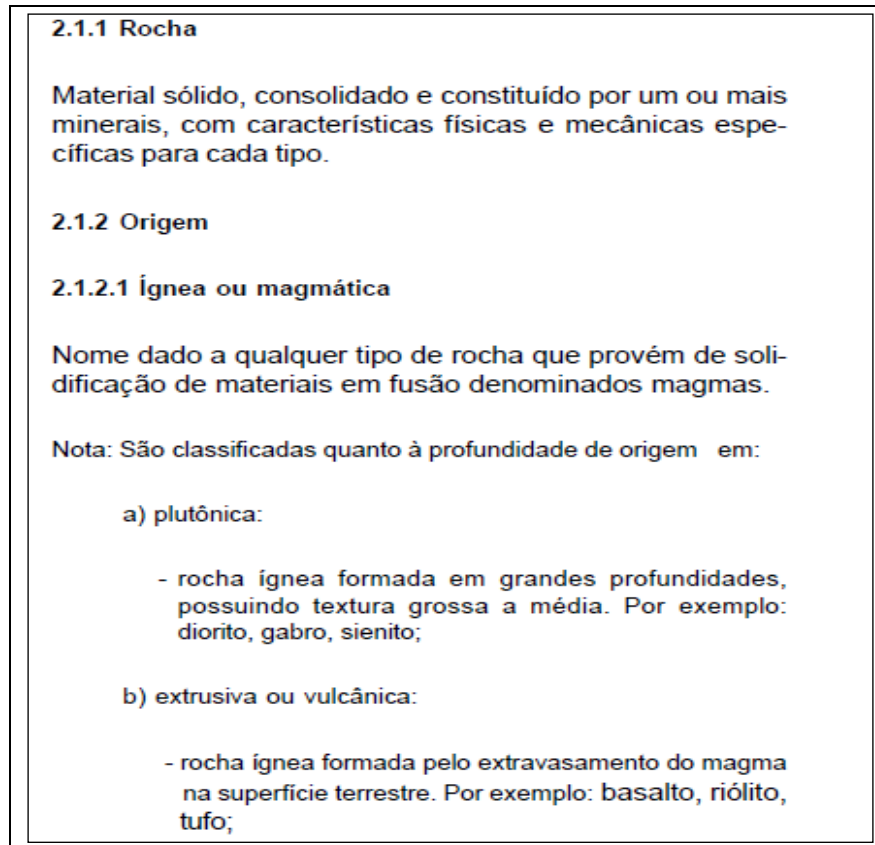 2.1.1 Rocha
Material sólido, consolidado e constituído por um ou mais
minerais, com características físicas e mecânicas espe-
cíficas para cada tipo.
2.1.2 Origem
2.1.2.1 Ígnea ou magmática
Nome dado a qualquer tipo de rocha que provém de soli-
dificação de materiais em fusão denominados magmas.
Nota: São classificadas quanto à profundidade de origem em:
a) plutônica:
- rocha ígnea formada em grandes profundidades,
possuindo textura grossa a média. Por exemplo:
diorito, gabro, sienito;
b) extrusiva ou vulcânica:
- rocha ígnea formada pelo extravasamento do magma
na superfície terrestre. Por exemplo: basalto, riólito,
tufo;